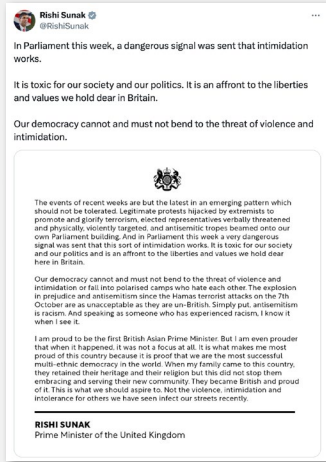 Rishi Sunak
@RishiSunak
In Parliament this week, a dangerous signal was sent that intimidation
works.
It is toxic for our society and our politics. It is an affront to the liberties
and values we hold dear in Britain.
Our democracy cannot and must not bend to the threat of violence and
intimidation.
The events of recent weeks are but the latest in an emerging pattern which
should not be tolerated. Legitimate protests hijacked by extremists to
promote and glorify terrorism, elected representatives verbally threatened
and physically, violently targeted, and antisemitic tropes beamed onto our
own Parliament building. And in Parliament this week a very dangerous
signal was sent that this sort of intimidation works. It is toxic for our society
and our politics and is an affront to the liberties and values we hold dear
here in Britain.
Our democracy cannot and must not bend to the threat of violence and
intimidation or fall into polarised camps who hate each other. The explosion
in prejudice and antisemitism since the Hamas terrorist attacks on the 7th
October are as unacceptable as they are un-British. Simply put, antisemitism
is racism. And speaking as someone who has experienced racism, I know it
when I see it.
I am proud to be the first British Asian Prime Minister. But I am even prouder
that when it happened, it was not a focus at all. It is what makes me most
proud of this country because it is proof that we are the most successful
multi-ethnic democracy in the world. When my family came to this country,
they retained their heritage and their religion but this did not stop them
embracing and serving their new community. They became British and proud
of it. This is what we should aspire to. Not the violence, intimidation and
intolerance for others we have seen infect our streets recently.
RISHI SUNAK
Prime Minister of the United Kingdom